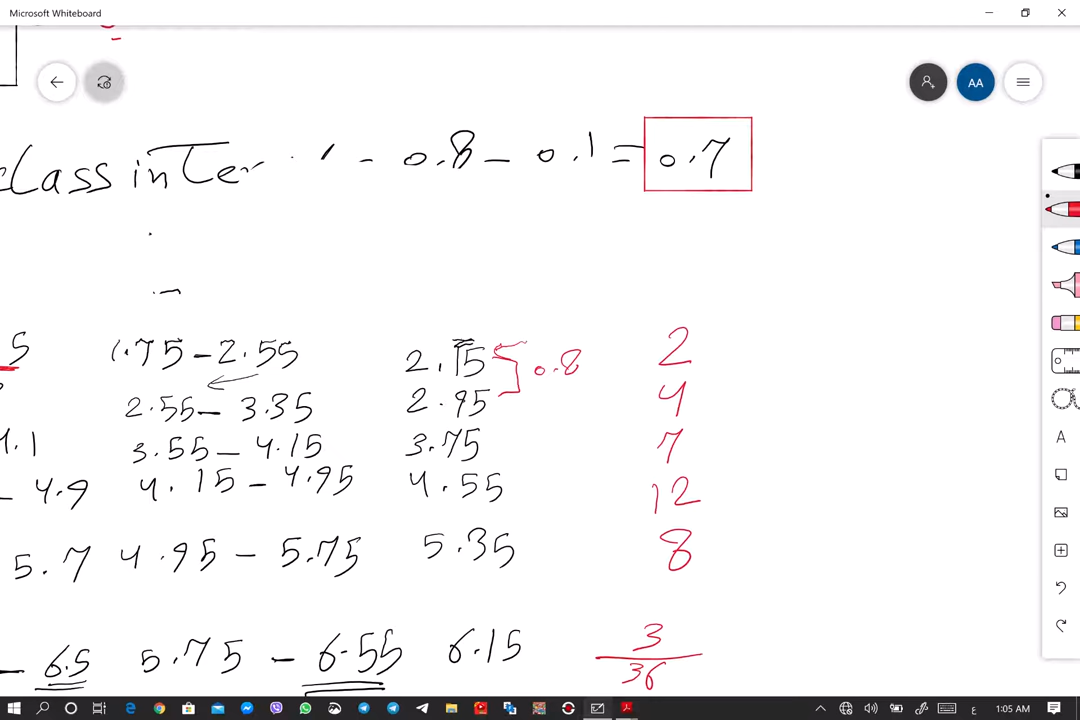 Microsoft Whiteboard
AA
class inter - 0.8 - 0.1 = 0.7
5 1.75 - 2.55 2.15 0.8 2
2.55 - 3.35 2.95 4
4.1 3.55 - 4.15 3.75 7
- 4.9 4.15 - 4.95 4.55 12
5.7 4.95 - 5.75 5.35 8
- 6.5 5.75 - 6.55 6.15 3
36
A
1:05 AM